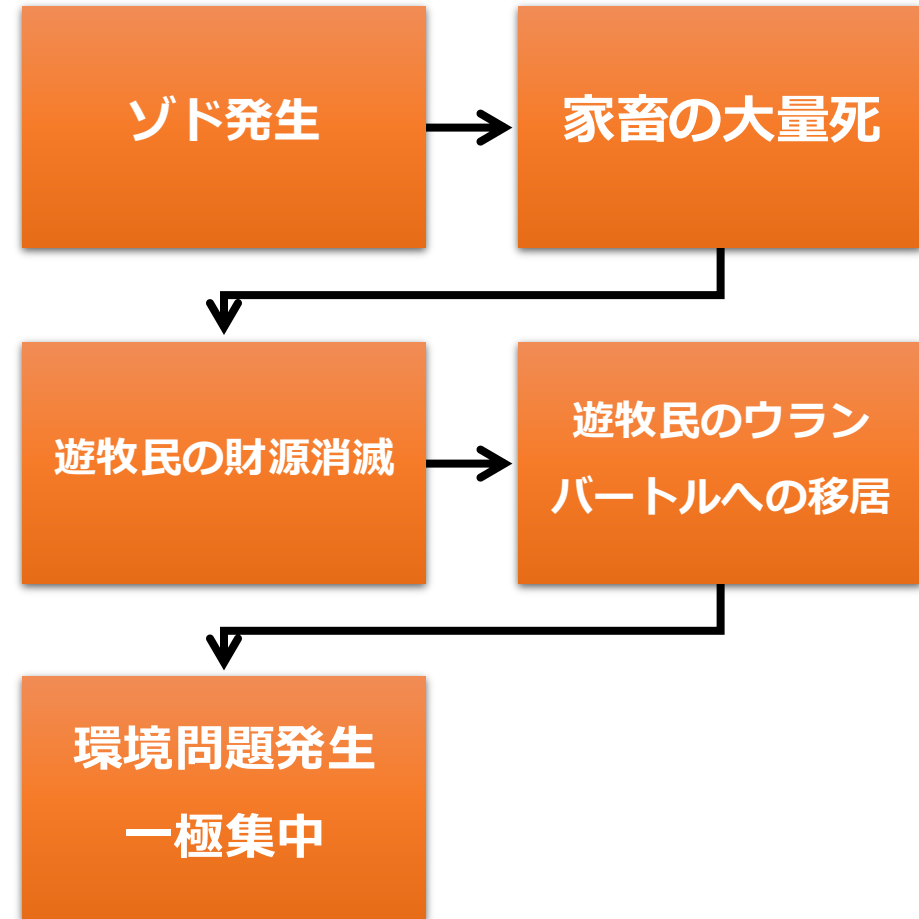 ゾド発生
家畜の大量死
遊牧民の財源消滅
遊牧民のウラン
バートルへの移居
環境問題発生
一極集中